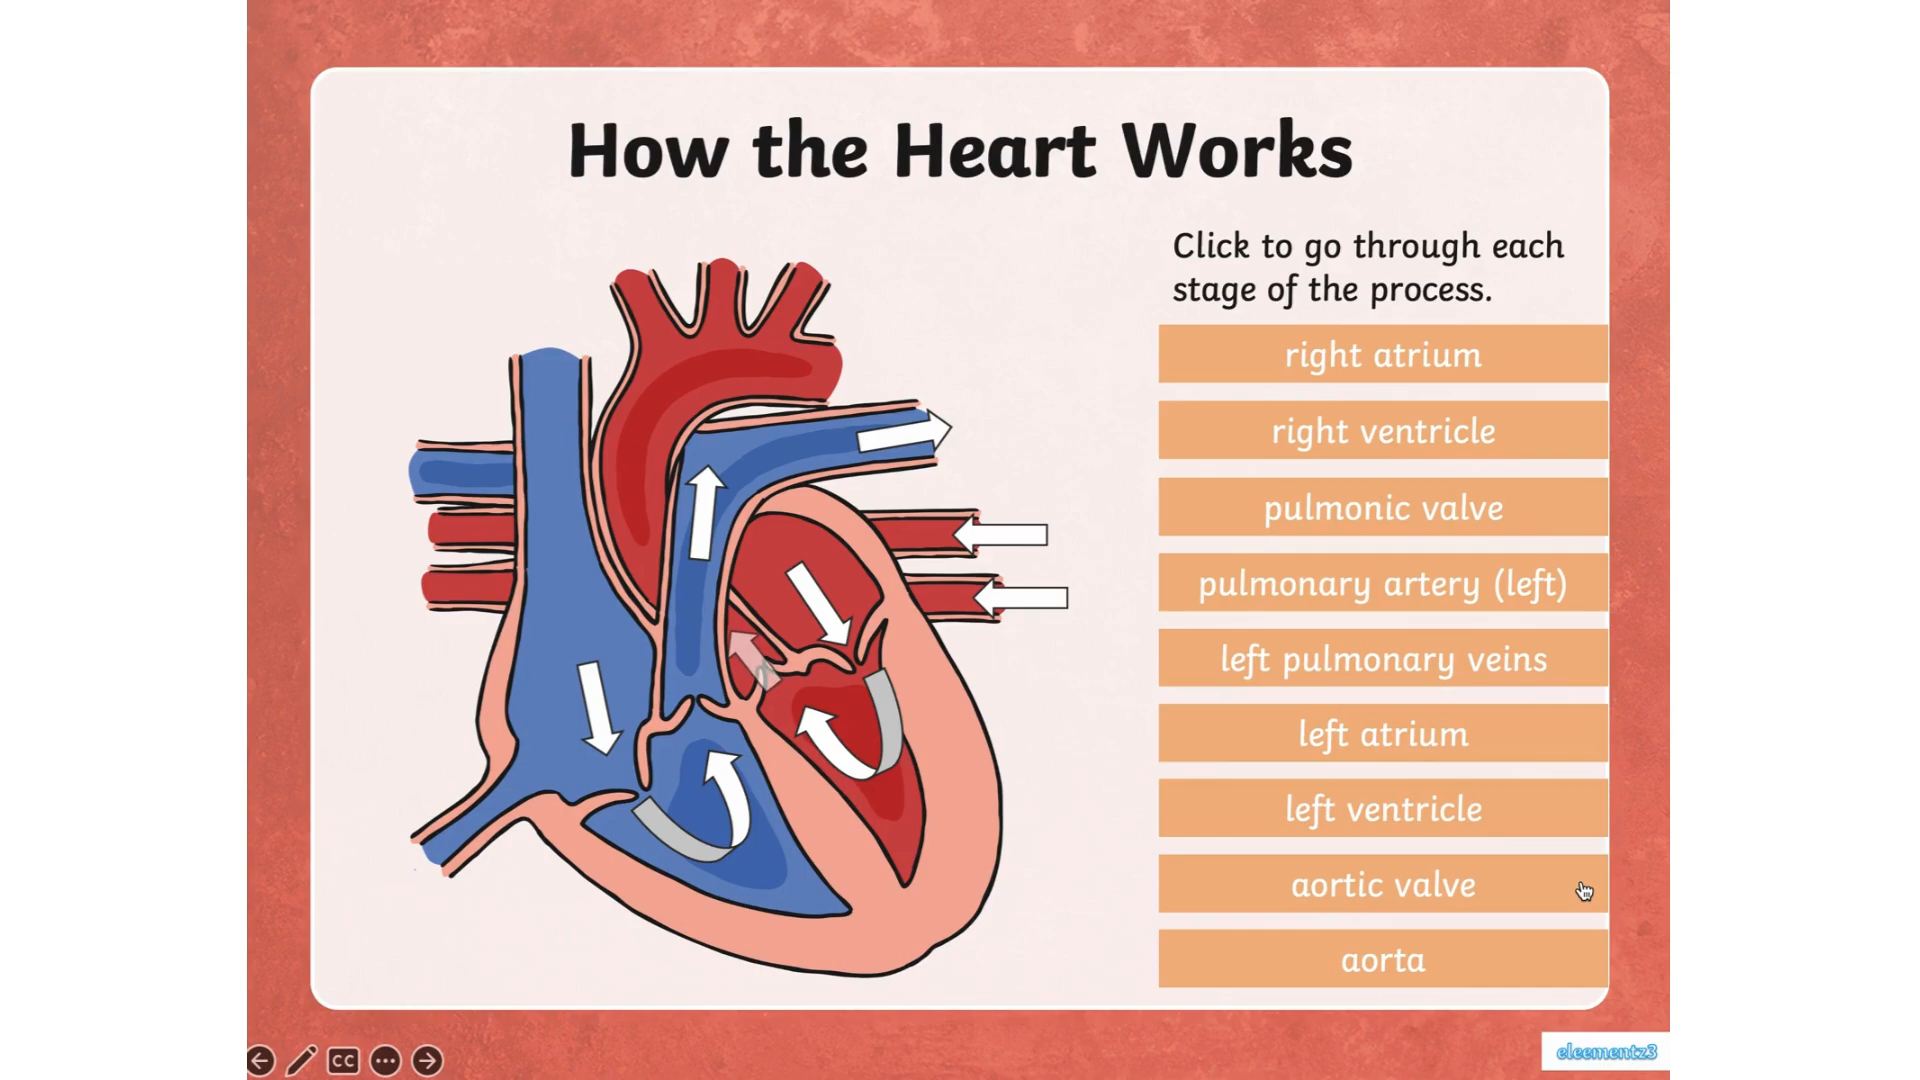 How the Heart Works
Click to go through each
stage of the process.
right atrium
right ventricle
pulmonic valve
pulmonary artery (left)
left pulmonary veins
left atrium
left ventricle
aortic valve
aorta
CC
eleementz3